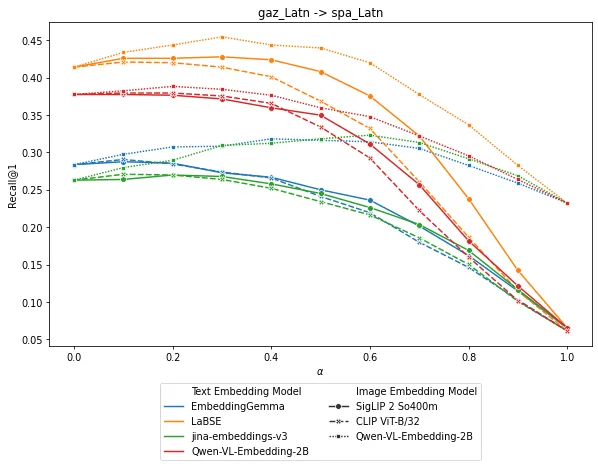 gaz_Latn -> spa_Latn
0.45
0.40
0.35
0.30
0.25
0.20
0.15
0.10
0.05
Recall@1
0.0 0.2 0.4 0.6 0.8 1.0
α
Text Embedding Model
EmbeddingGemma
LaBSE
jina-embeddings-v3
Qwen-VL-Embedding-2B
Image Embedding Model
SigLIP 2 So400m
CLIP ViT-B/32
Qwen-VL-Embedding-2B